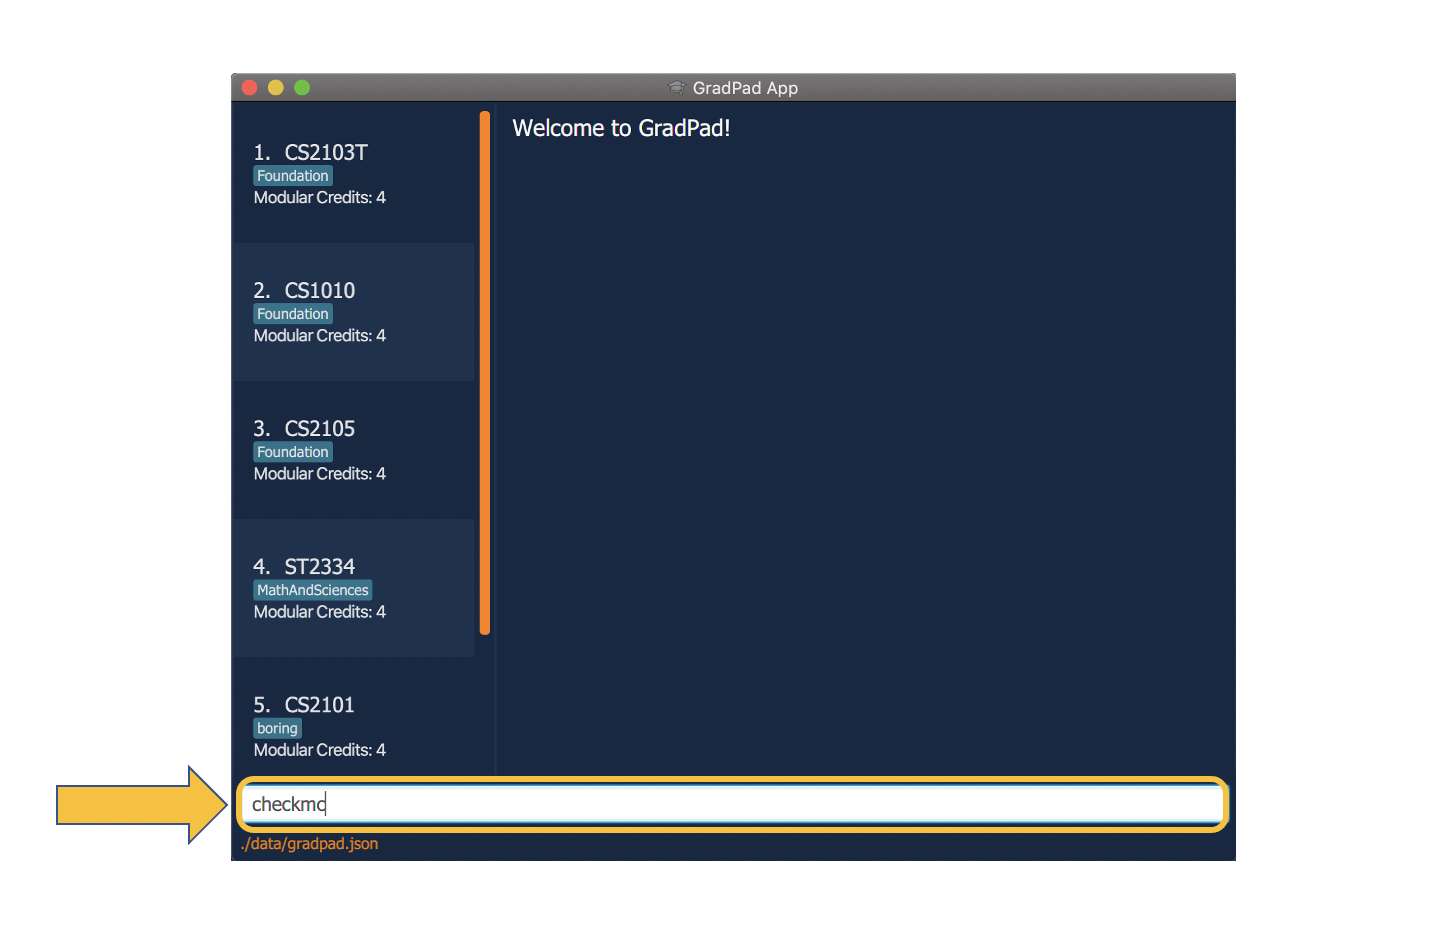 GradPad App
1. CS2103T
Foundation
Modular Credits: 4
2. CS1010
Foundation
Modular Credits: 4
3. CS2105
Foundation
Modular Credits: 4
4. ST2334
MathAndSciences
Modular Credits: 4
5. CS2101
boring
Modular Credits: 4
Welcome to GradPad!
checkmc
./data/gradpad.json